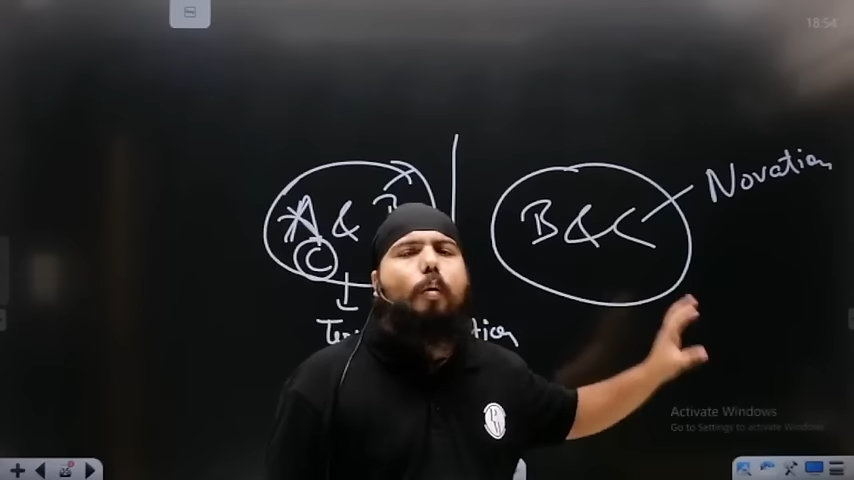 18:54
A & B
C
B & C
Novation
Activate Windows
Go to Settings to activate Windows.